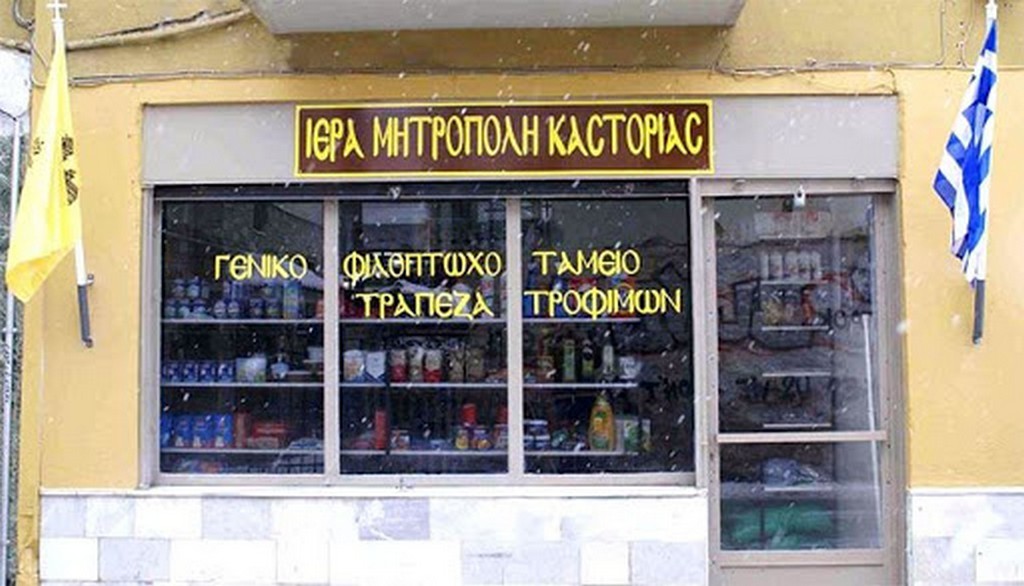 ΙΕΡΑ ΜΗΤΡΟΠΟΛΗ ΚΑΣΤΟΡΙΑΣ
ΓΕΝΙΚΟ ΦΙΛΟΠΤΩΧΟ ΤΑΜΕΙΟ
ΤΡΑΠΕΖΑ ΤΡΟΦΙΜΩΝ